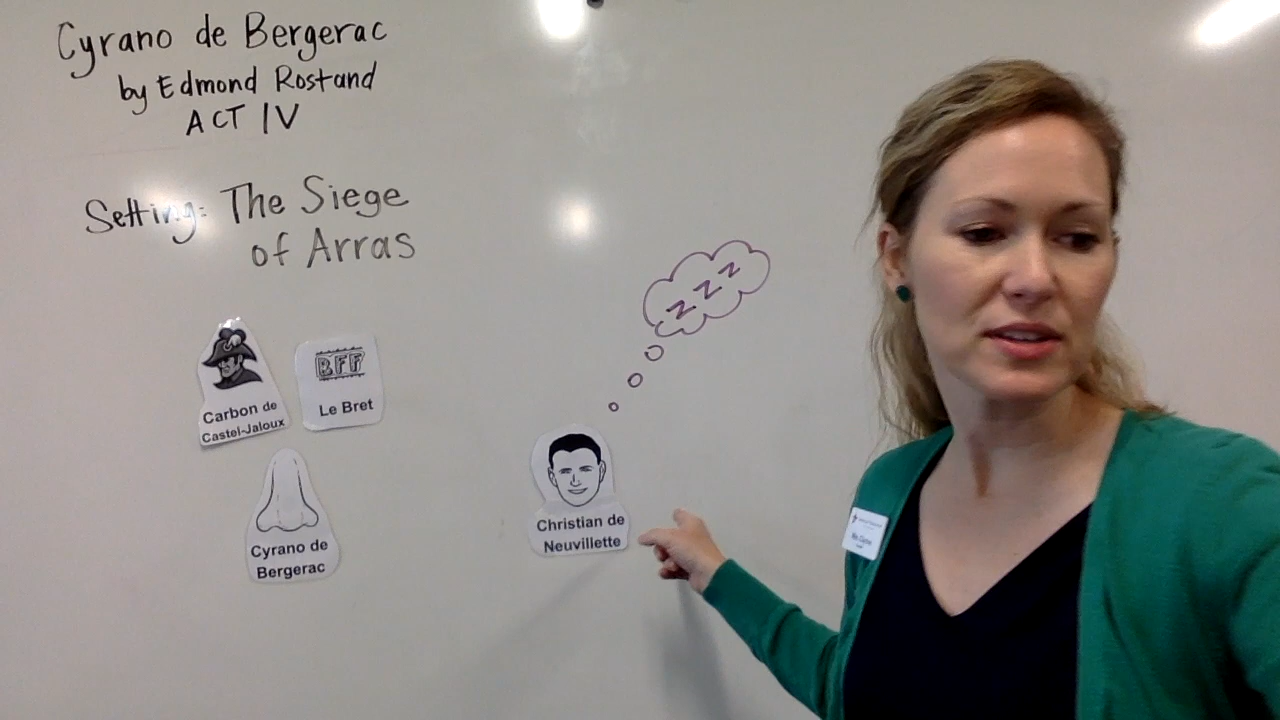 Cyrano de Bergerac
by Edmond Rostand
ACT IV
Setting: The Siege
of Arras
z z z
BFF
Carbon de
Castel-Jaloux
Le Bret
Christian de
Neuvillette
Cyrano de
Bergerac